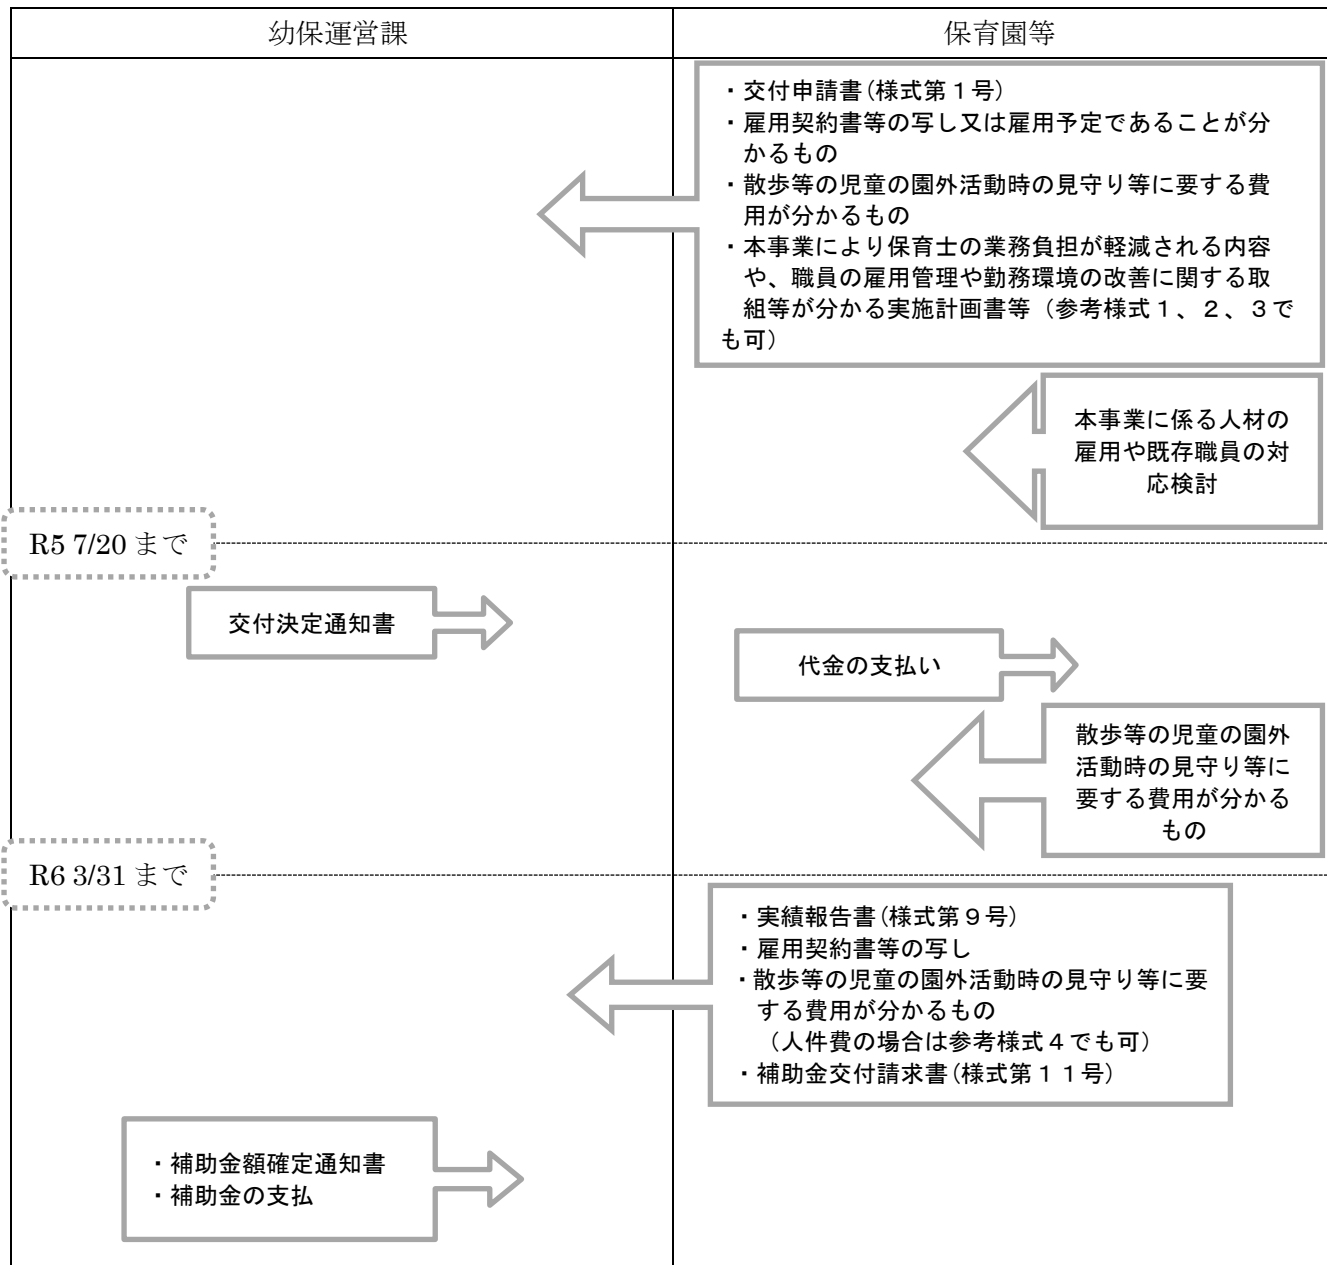 幼保運営課
保育園等
・交付申請書(様式第１号)
・雇用契約書等の写し又は雇用予定であることが分
かるもの
・散歩等の児童の園外活動時の見守り等に要する費
用が分かるもの
・本事業により保育士の業務負担が軽減される内容
や、職員の雇用管理や勤務環境の改善に関する取
組等が分かる実施計画書等（参考様式１、２、３で
も可）
本事業に係る人材の
雇用や既存職員の対
応検討
R5 7/20 まで
交付決定通知書
代金の支払い
散歩等の児童の園外
活動時の見守り等に
要する費用が分かる
もの
R6 3/31 まで
・実績報告書(様式第９号)
・雇用契約書等の写し
・散歩等の児童の園外活動時の見守り等に要
する費用が分かるもの
（人件費の場合は参考様式４でも可）
・補助金交付請求書(様式第１１号)
・補助金額確定通知書
・補助金の支払